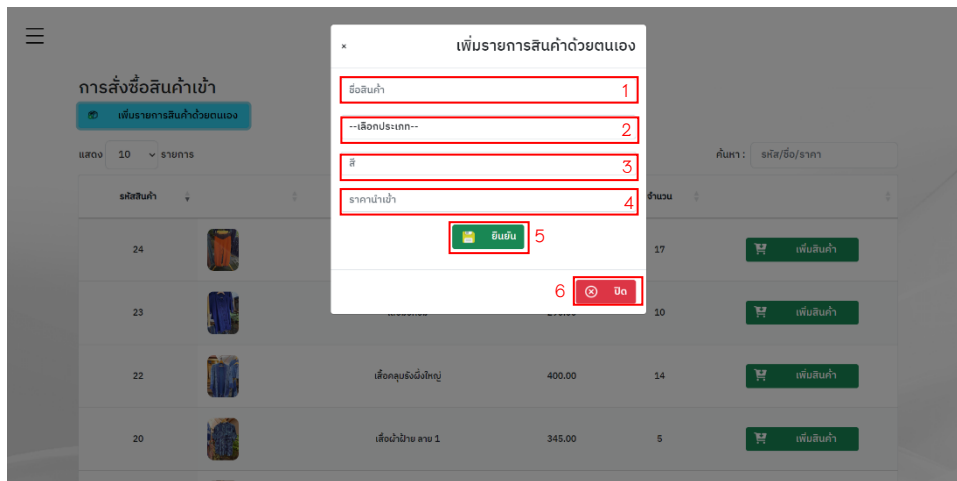 × เพิ่มรายการสินค้าด้วยตนเอง
ชื่อสินค้า 1
--เลือกประเภท-- 2
สี 3
ราคานำเข้า 4
ยืนยัน 5
6 ปิด
การสั่งซื้อสินค้าเข้า
เพิ่มรายการสินค้าด้วยตนเอง
แสดง 10 รายการ ค้นหา : รหัส/ชื่อ/ราคา
รหัสสินค้า จำนวน
24 17 เพิ่มสินค้า
23 10 เพิ่มสินค้า
22 เสื้อคลุมรังผึ้งใหญ่ 400.00 14 เพิ่มสินค้า
20 เสื้อผ้าฝ้าย ลาย 1 345.00 5 เพิ่มสินค้า